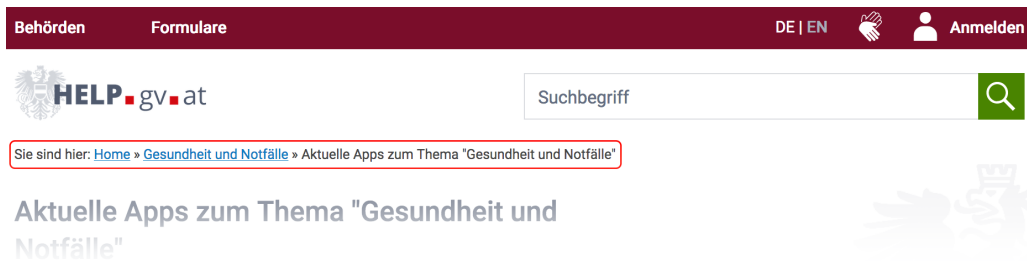 Behörden Formulare DE | EN Anmelden
HELP.gv.at Suchbegriff
Sie sind hier: Home » Gesundheit und Notfälle » Aktuelle Apps zum Thema "Gesundheit und Notfälle"
Aktuelle Apps zum Thema "Gesundheit und
Notfälle"